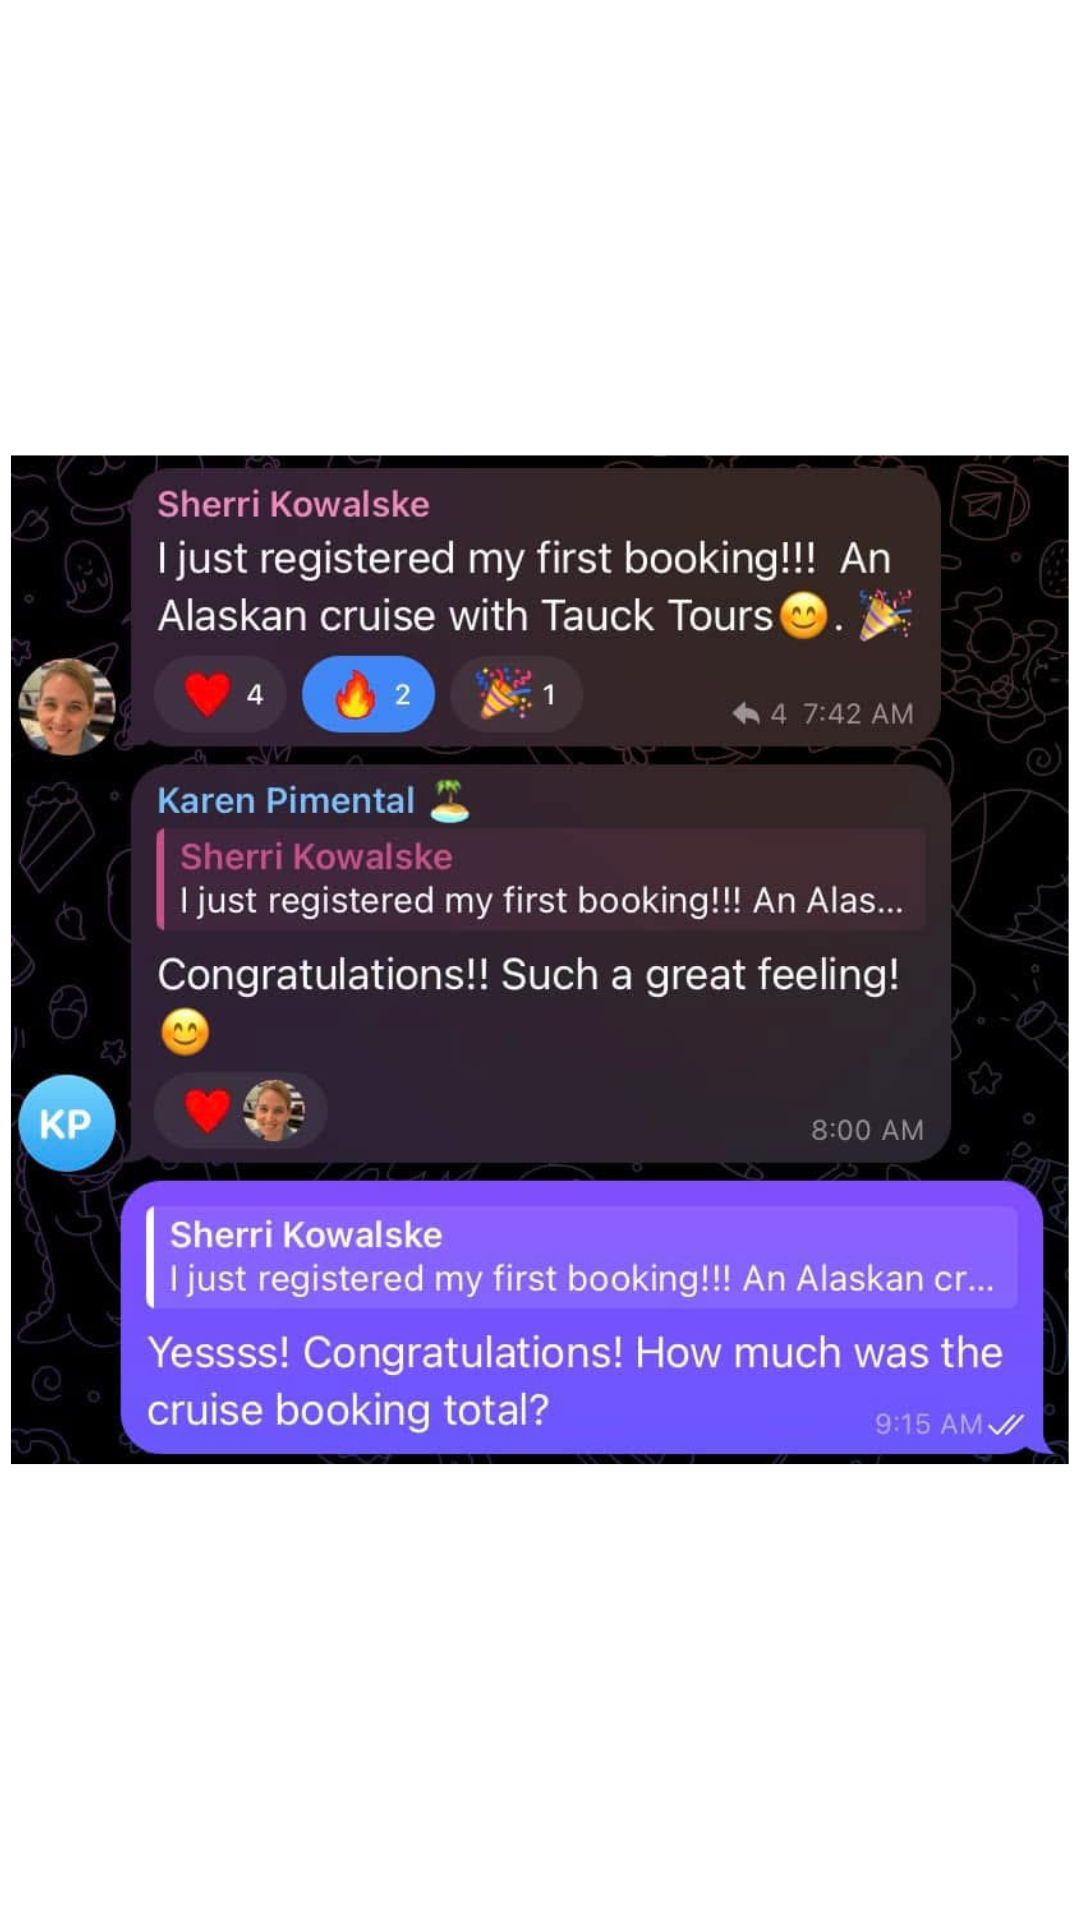 Sherri Kowalske
I just registered my first booking!!!  An
Alaskan cruise with Tauck Tours😊. 🎉
❤️ 4 🔥 2 🎉 1 4 7:42 AM
Karen Pimental 🏝️
Sherri Kowalske
I just registered my first booking!!! An Alas...
Congratulations!! Such a great feeling!
😊
❤️ 8:00 AM
KP
Sherri Kowalske
I just registered my first booking!!! An Alaskan cr...
Yessss! Congratulations! How much was the
cruise booking total?
9:15 AM